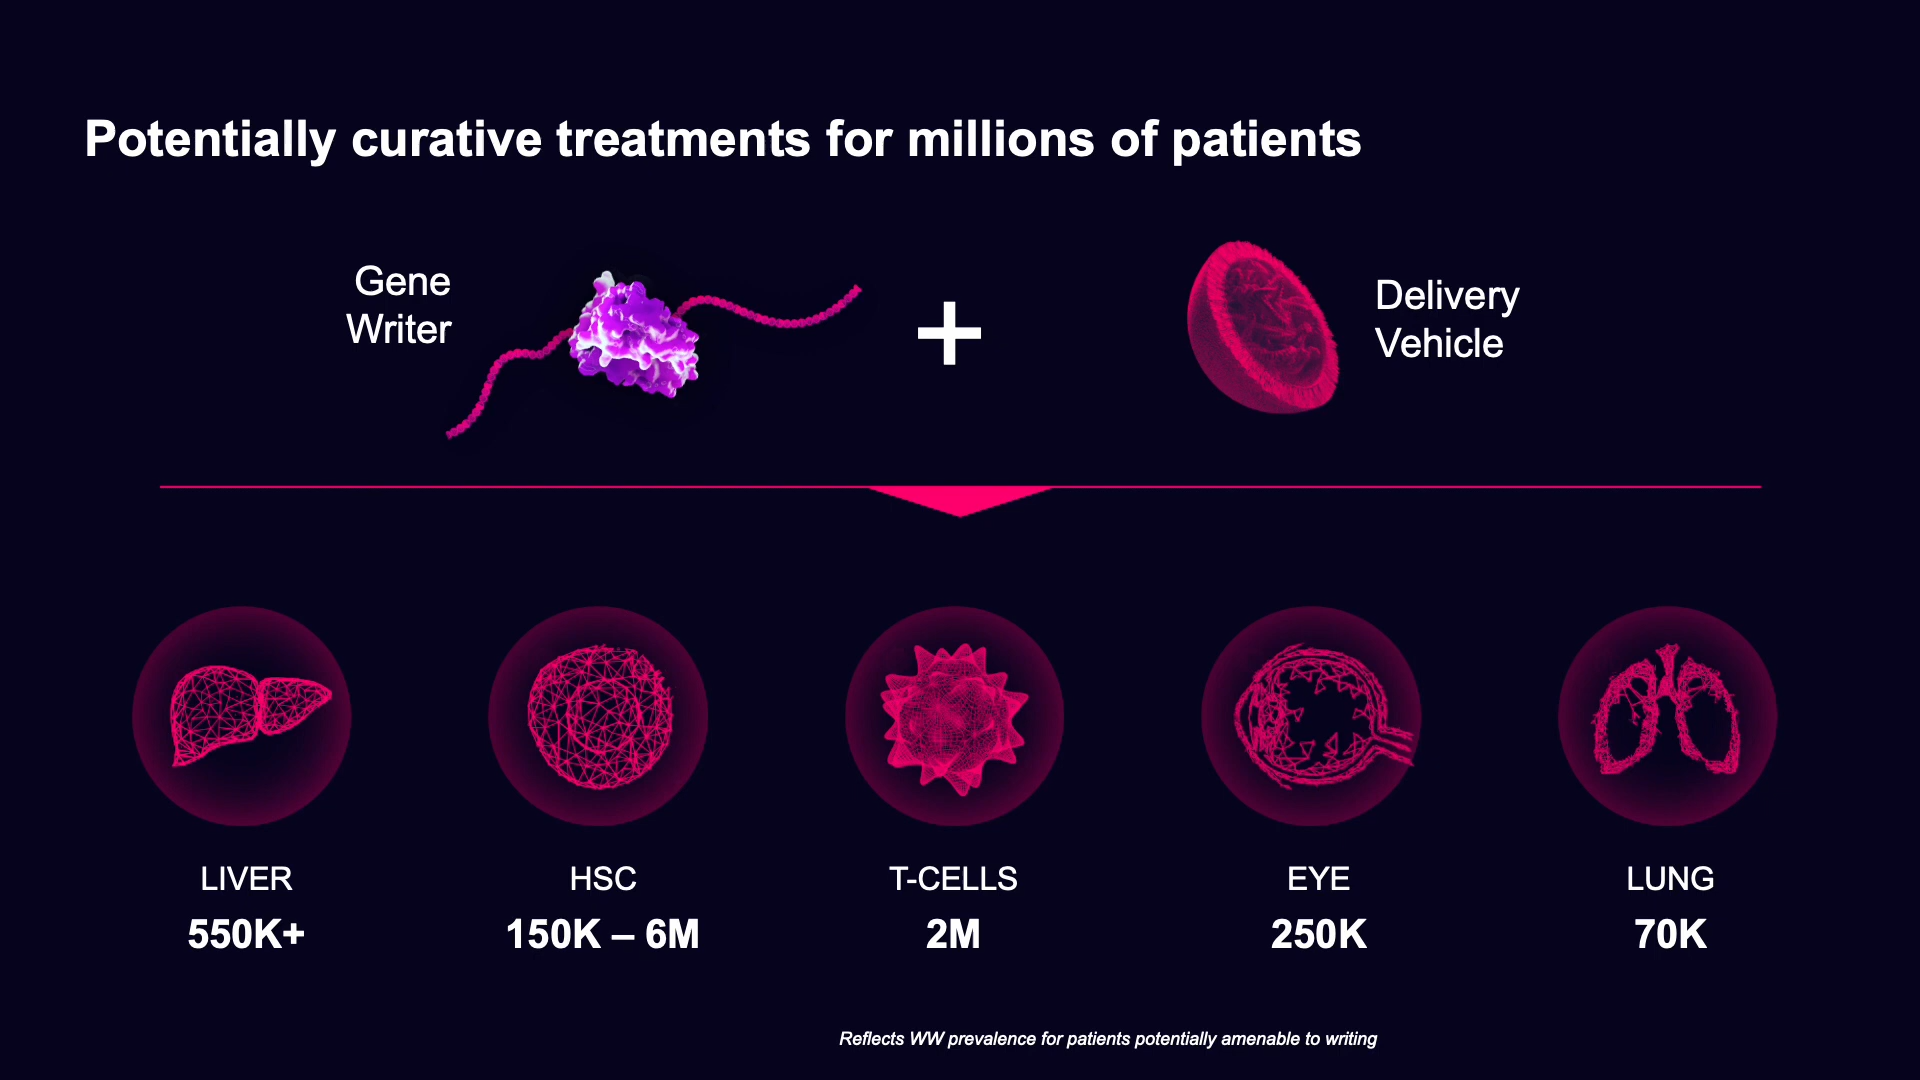 Potentially curative treatments for millions of patients
Gene
Writer
+
Delivery
Vehicle
LIVER
550K+
HSC
150K – 6M
T-CELLS
2M
EYE
250K
LUNG
70K
Reflects WW prevalence for patients potentially amenable to writing